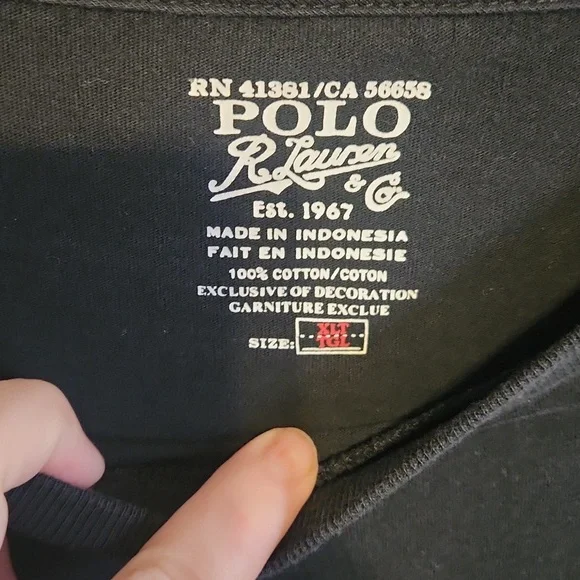 RN 41381/CA 56658
POLO
R. Lauren
& Co.
EST. 1967
MADE IN INDONESIA
FAIT EN INDONESIE
100% COTTON/COTON
EXCLUSIVE OF DECORATION
GARNITURE EXCLUE
SIZE: XLT
TGL